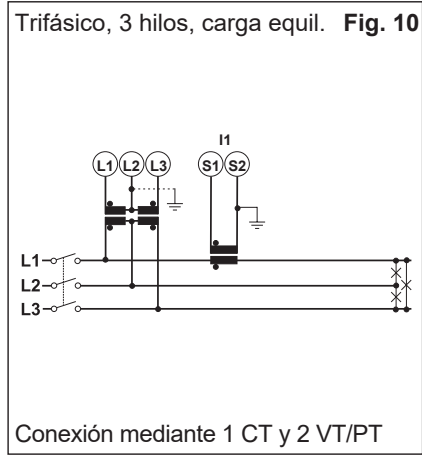 Trifásico, 3 hilos, carga equil. Fig. 10
I1
L1 L2 L3 S1 S2
L1
L2
L3
Conexión mediante 1 CT y 2 VT/PT